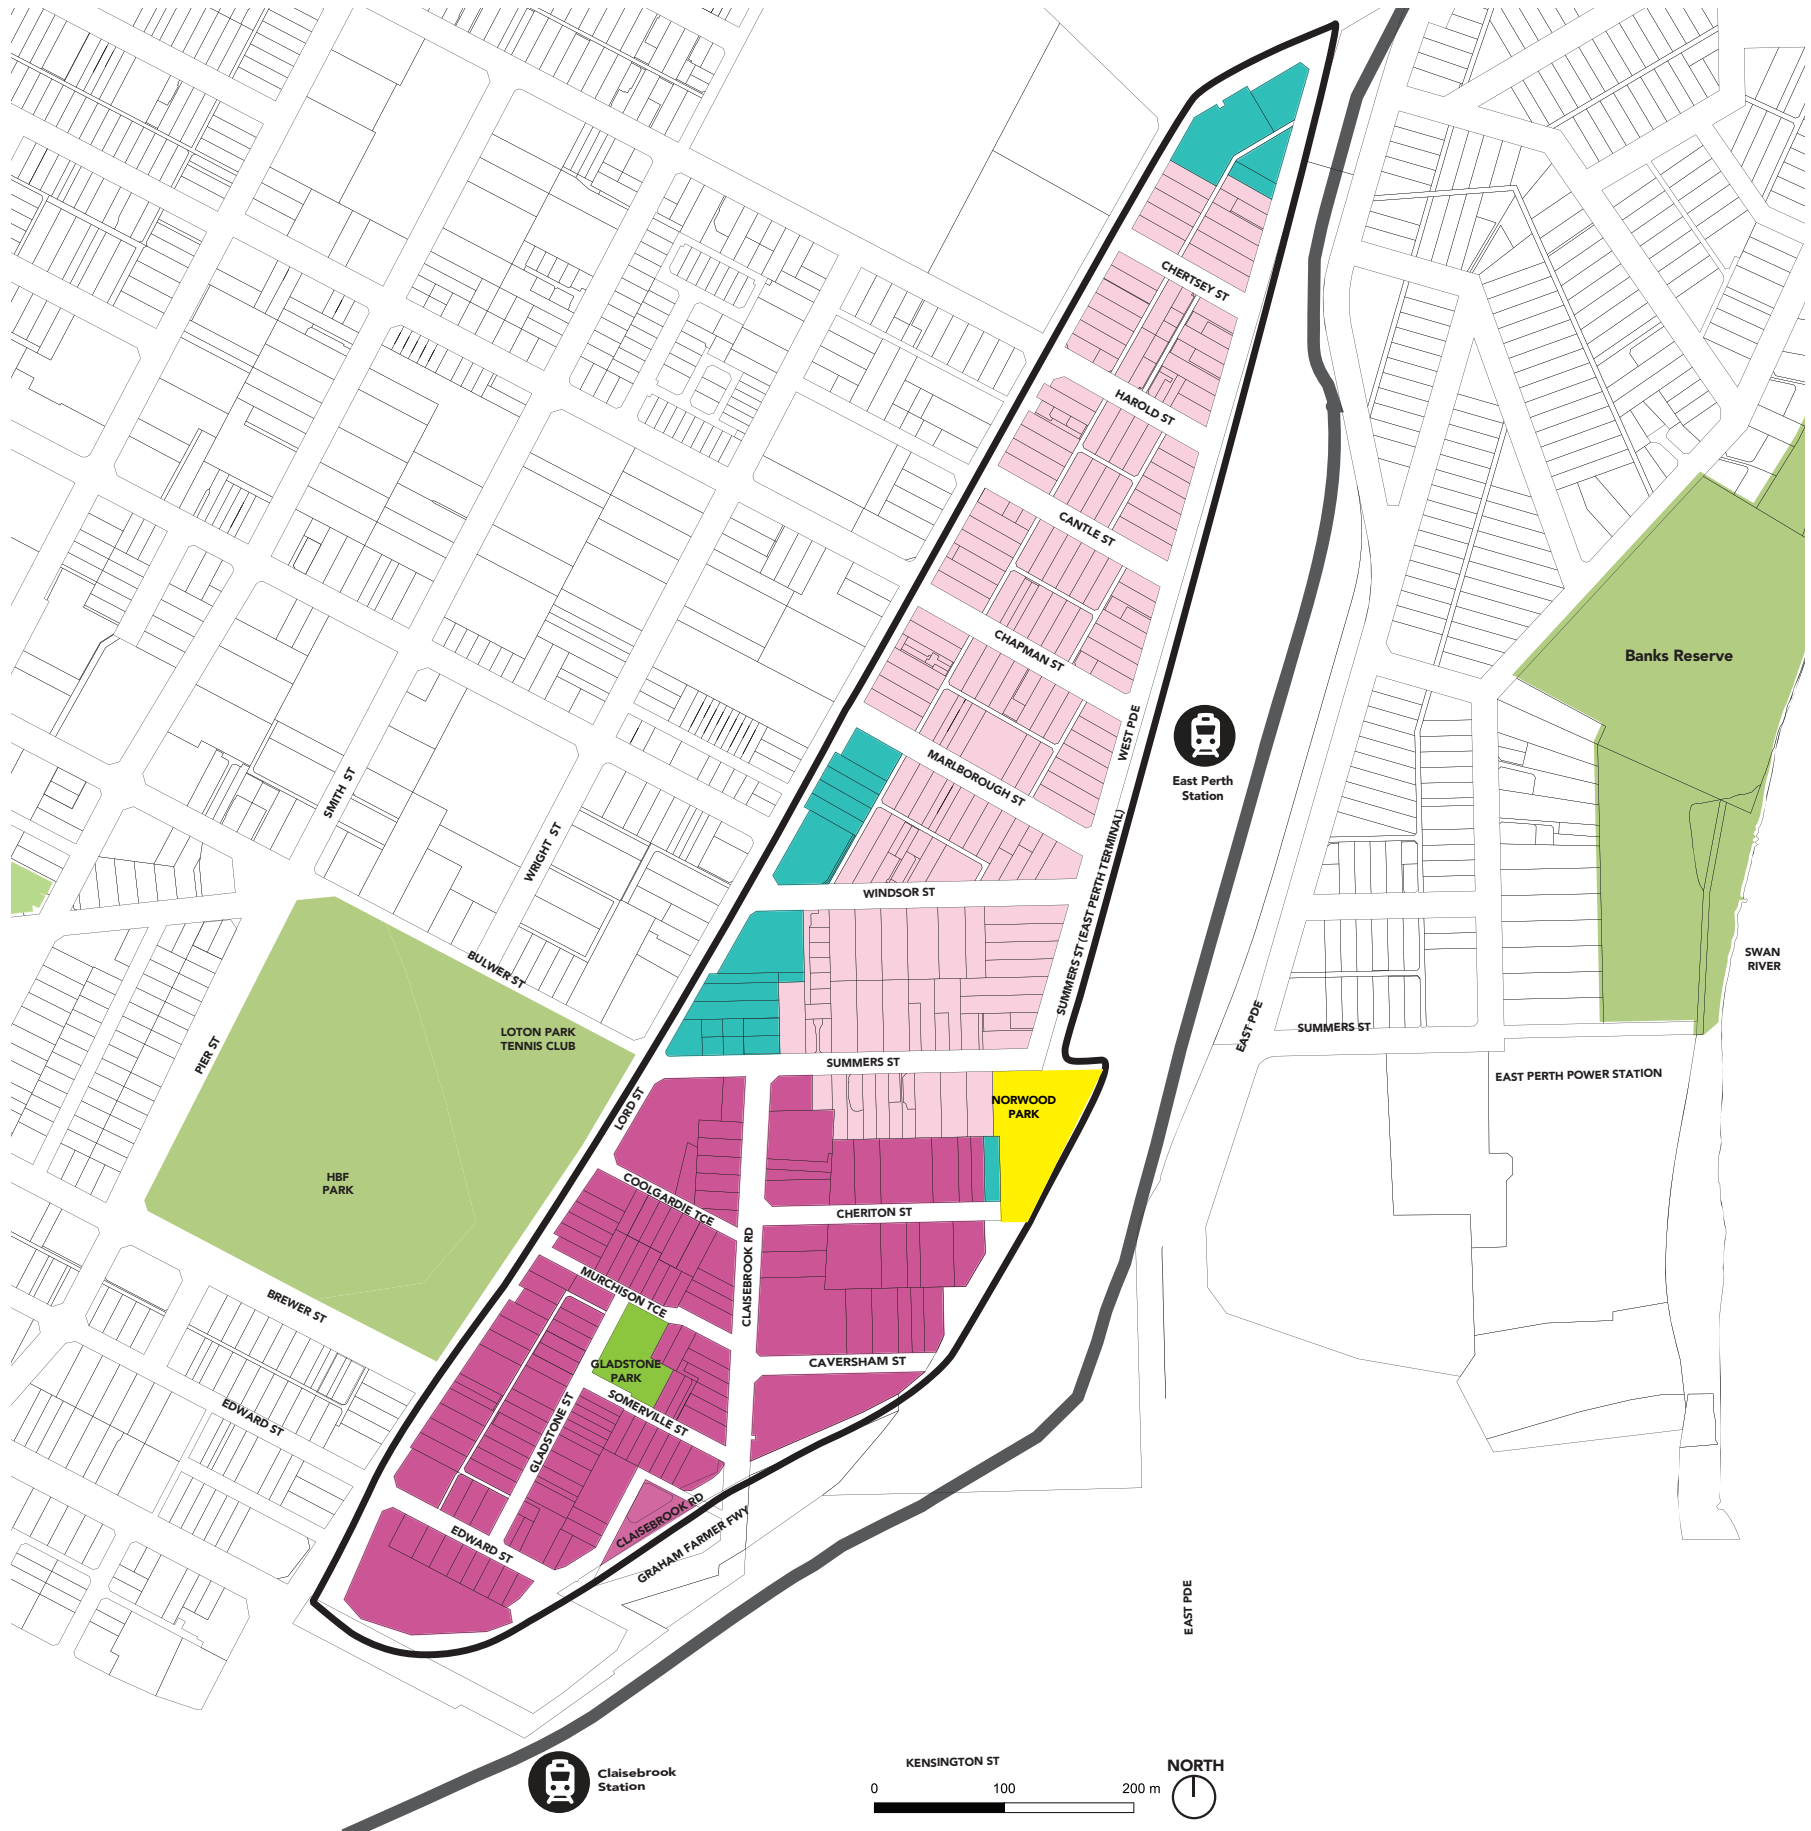 CHERTSEY ST
HAROLD ST
CANTLE ST
CHAPMAN ST
Banks Reserve
WEST PDE
MARLBOROUGH ST
East Perth
Station
SMITH ST
WRIGHT ST
WINDSOR ST
SUMMERS ST (EAST PERTH TERMINAL)
BULWER ST
SWAN
RIVER
LOTON PARK
TENNIS CLUB
PIER ST
EAST PDE
SUMMERS ST
SUMMERS ST
EAST PERTH POWER STATION
LORD ST
NORWOOD
PARK
HBF
PARK
COOLGARDIE TCE
CHERITON ST
CLAISEBROOK RD
MURCHISON TCE
BREWER ST
GLADSTONE
PARK
CAVERSHAM ST
EDWARD ST
GLADSTONE ST
SOMERVILLE ST
CLAISEBROOK RD
GRAHAM FARMER FWY
EDWARD ST
EAST PDE
Claisebrook
Station
KENSINGTON ST
NORTH
0 100 200 m